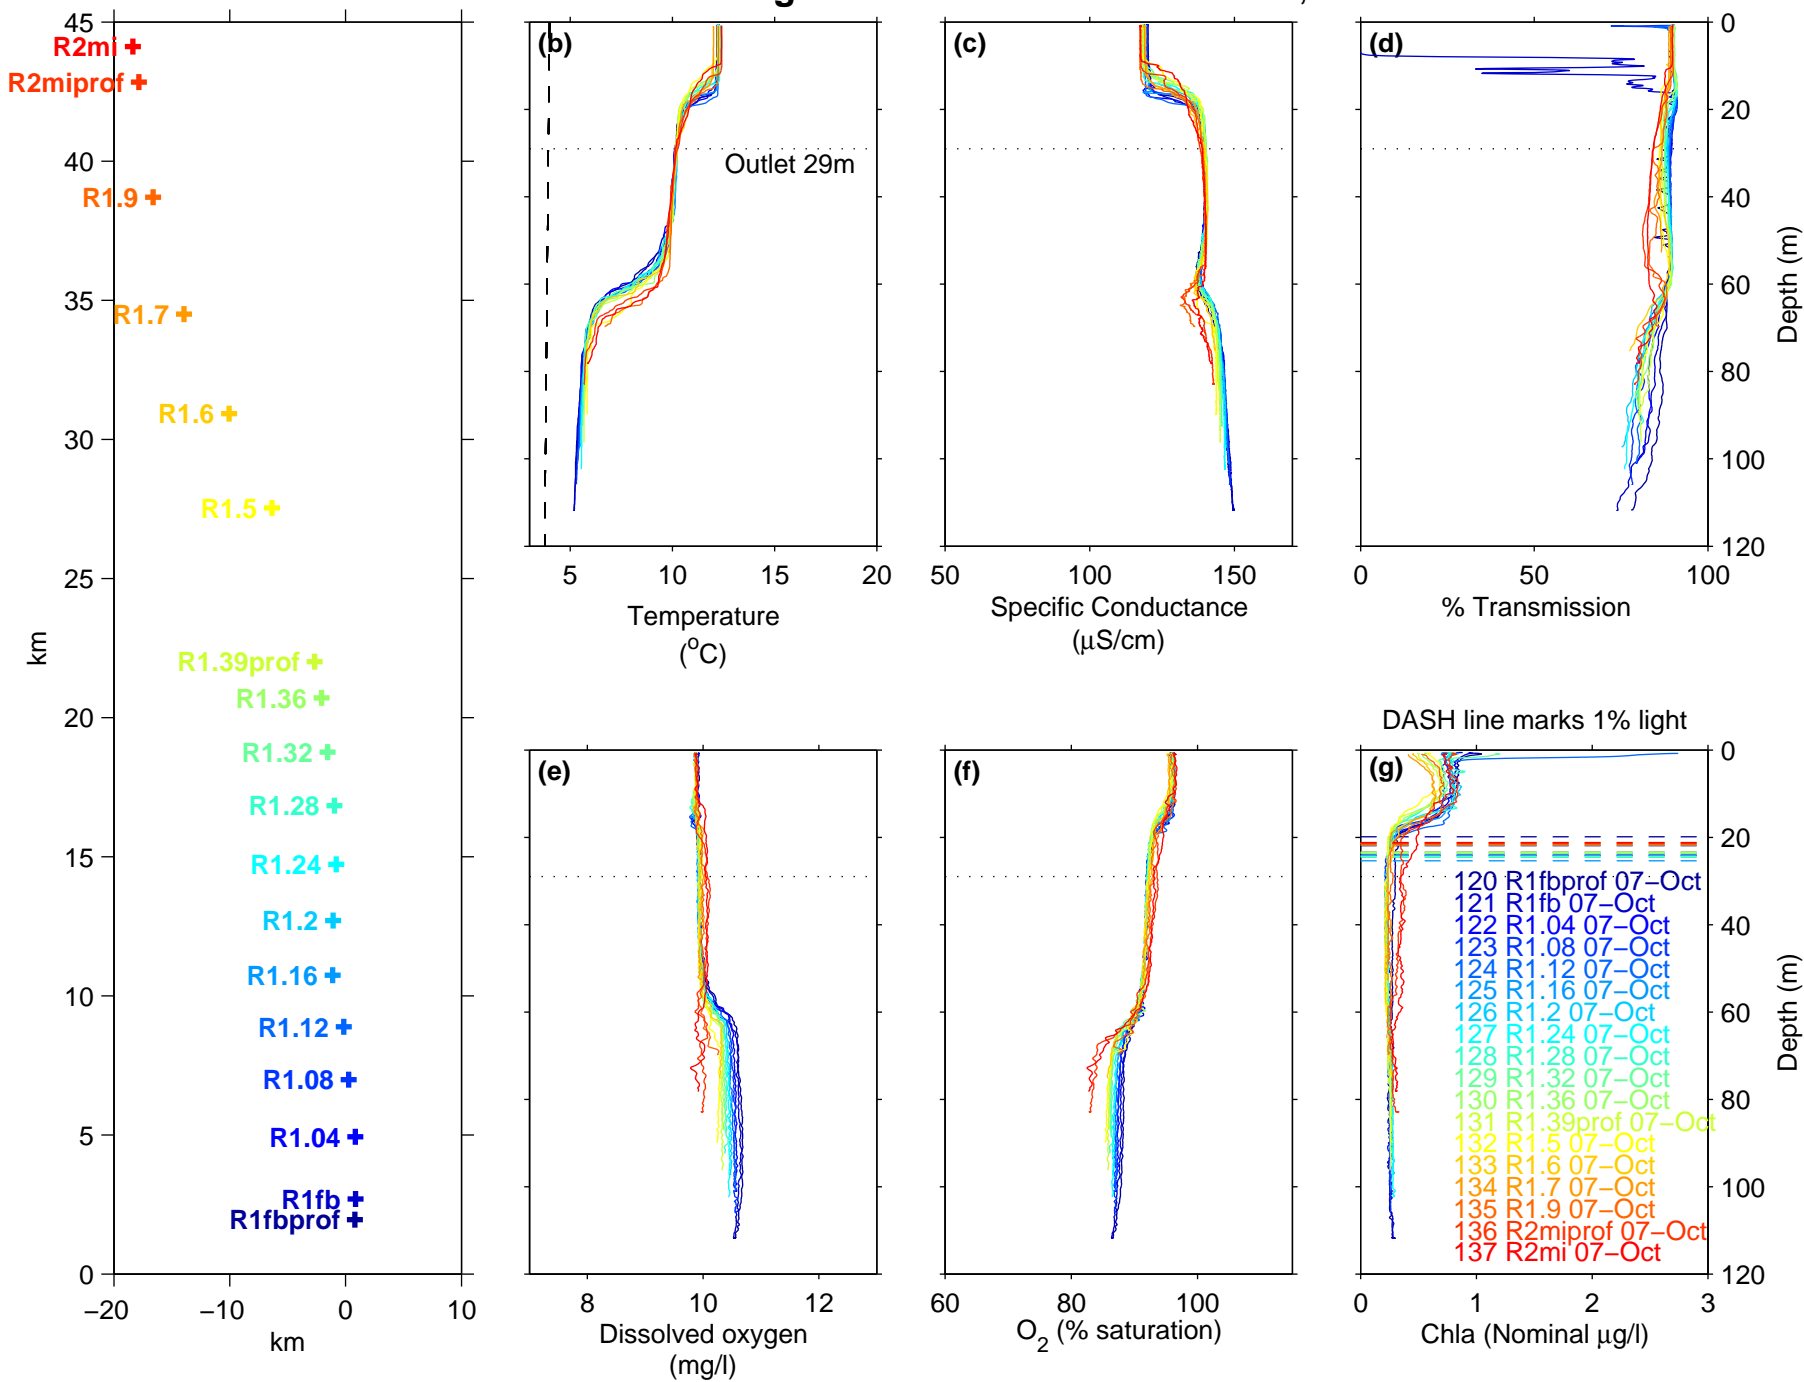 g
,
45
40
35
30
25
20
15
10
5
0
km
−20
−10
0
10
km
R2mi
R2miprof
R1.9
R1.7
R1.6
R1.5
R1.39prof
R1.36
R1.32
R1.28
R1.24
R1.2
R1.16
R1.12
R1.08
R1.04
R1fb
R1fbprof
(b)
Outlet 29m
5
10
15
20
Temperature
(°C)
(c)
50
100
150
Specific Conductance
(µS/cm)
(d)
0
20
40
60
80
100
120
Depth (m)
0
50
100
% Transmission
(e)
8
10
12
Dissolved oxygen
(mg/l)
(f)
60
80
100
O2 (% saturation)
DASH line marks 1% light
(g)
0
20
40
60
80
100
120
Depth (m)
120 R1fbprof 07−Oct
121 R1fb 07−Oct
122 R1.04 07−Oct
123 R1.08 07−Oct
124 R1.12 07−Oct
125 R1.16 07−Oct
126 R1.2 07−Oct
127 R1.24 07−Oct
128 R1.28 07−Oct
129 R1.32 07−Oct
130 R1.36 07−Oct
131 R1.39prof 07−Oct
132 R1.5 07−Oct
133 R1.6 07−Oct
134 R1.7 07−Oct
135 R1.9 07−Oct
136 R2miprof 07−Oct
137 R2mi 07−Oct
0
1
2
3
Chla (Nominal µg/l)